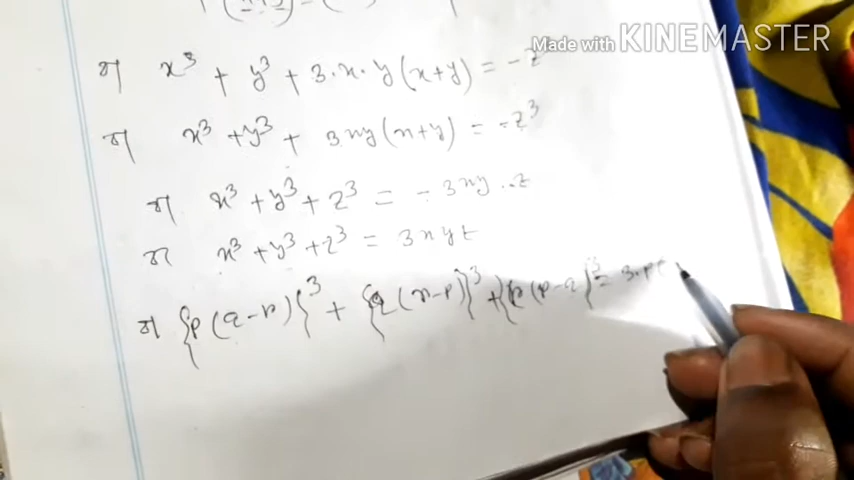 Made with KINEMASTER
বা x³ + y³ + 3·x·y(x+y) = -z³
বা x³ + y³ + 3xy(x+y) = -z³
বা x³ + y³ + z³ = -3xy·-z
বা x³ + y³ + z³ = 3xyz
বা {p(q-r)}³ + {q(r-p)}³ + {r(p-q)}³ = 3·p(